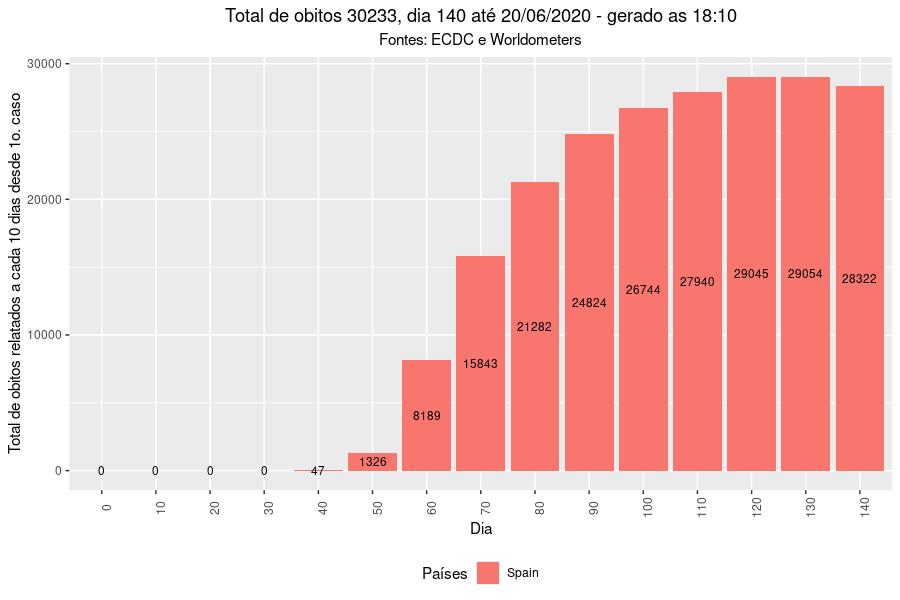 Total de obitos 30233, dia 140 até 20/06/2020 - gerado as 18:10
Fontes: ECDC e Worldometers
Total de obitos relatados a cada 10 dias desde 1o. caso
30000
20000
10000
0
0 0 0 0 47 1326 8189 15843 21282 24824 26744 27940 29045 29054 28322
0 10 20 30 40 50 60 70 80 90 100 110 120 130 140
Dia
Países Spain